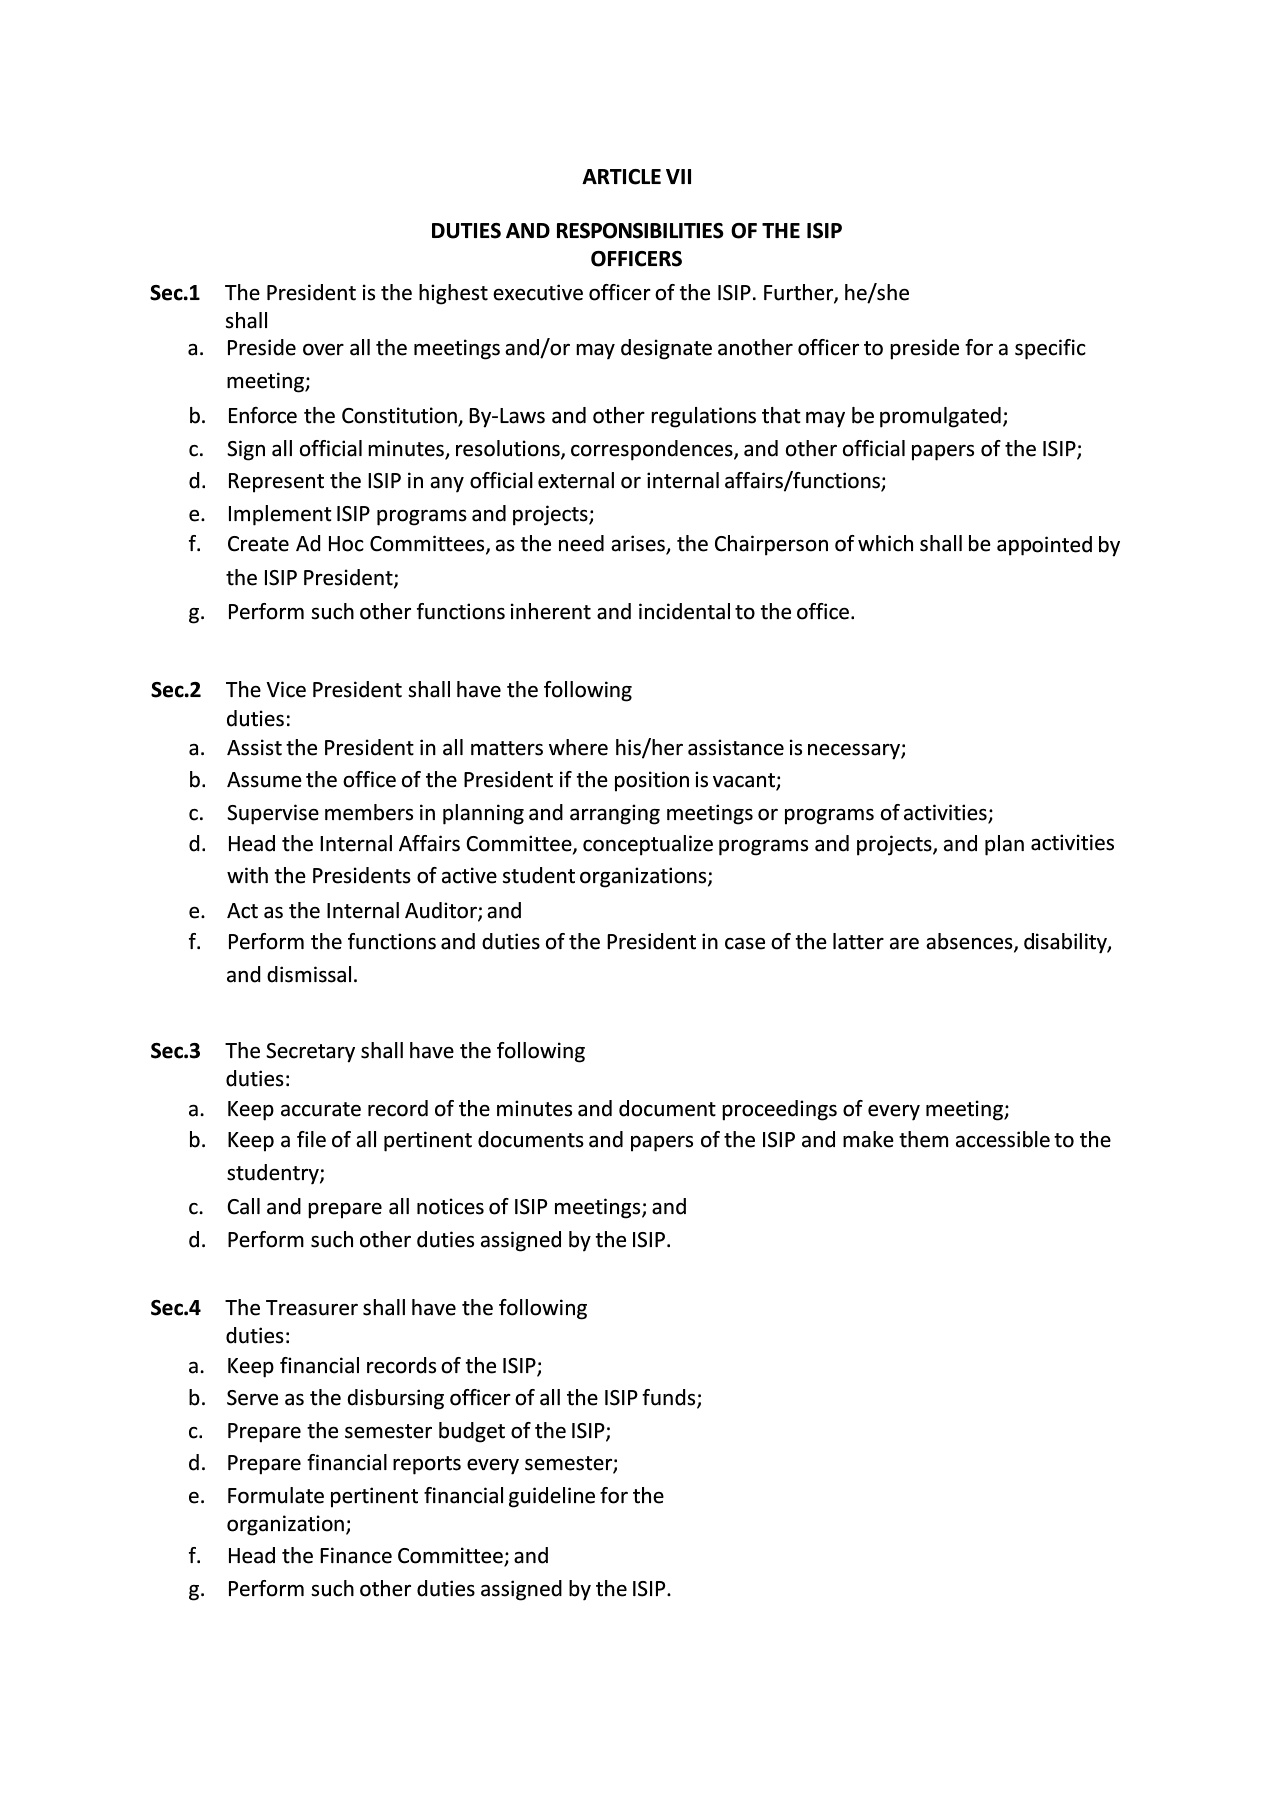 ARTICLE VII
DUTIES AND RESPONSIBILITIES OF THE ISIP
OFFICERS
Sec.1 The President is the highest executive officer of the ISIP. Further, he/she
shall
a. Preside over all the meetings and/or may designate another officer to preside for a specific
meeting;
b. Enforce the Constitution, By-Laws and other regulations that may be promulgated;
c. Sign all official minutes, resolutions, correspondences, and other official papers of the ISIP;
d. Represent the ISIP in any official external or internal affairs/functions;
e. Implement ISIP programs and projects;
f. Create Ad Hoc Committees, as the need arises, the Chairperson of which shall be appointed by
the ISIP President;
g. Perform such other functions inherent and incidental to the office.
Sec.2 The Vice President shall have the following
duties:
a. Assist the President in all matters where his/her assistance is necessary;
b. Assume the office of the President if the position is vacant;
c. Supervise members in planning and arranging meetings or programs of activities;
d. Head the Internal Affairs Committee, conceptualize programs and projects, and plan activities
with the Presidents of active student organizations;
e. Act as the Internal Auditor; and
f. Perform the functions and duties of the President in case of the latter are absences, disability,
and dismissal.
Sec.3 The Secretary shall have the following
duties:
a. Keep accurate record of the minutes and document proceedings of every meeting;
b. Keep a file of all pertinent documents and papers of the ISIP and make them accessible to the
studentry;
c. Call and prepare all notices of ISIP meetings; and
d. Perform such other duties assigned by the ISIP.
Sec.4 The Treasurer shall have the following
duties:
a. Keep financial records of the ISIP;
b. Serve as the disbursing officer of all the ISIP funds;
c. Prepare the semester budget of the ISIP;
d. Prepare financial reports every semester;
e. Formulate pertinent financial guideline for the
organization;
f. Head the Finance Committee; and
g. Perform such other duties assigned by the ISIP.